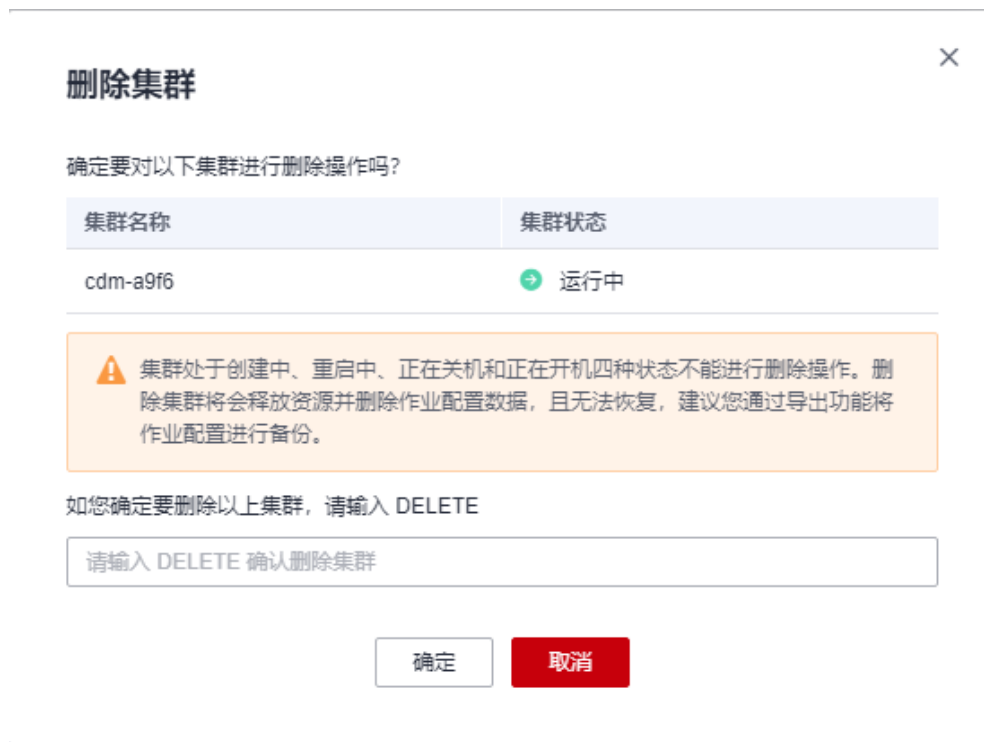 删除集群
确定要对以下集群进行删除操作吗?
集群名称 集群状态
cdm-a9f6 运行中
集群处于创建中、重启中、正在关机和正在开机四种状态不能进行删除操作。删
除集群将会释放资源并删除作业配置数据，且无法恢复，建议您通过导出功能将
作业配置进行备份。
如您确定要删除以上集群，请输入 DELETE
请输入 DELETE 确认删除集群
确定 取消